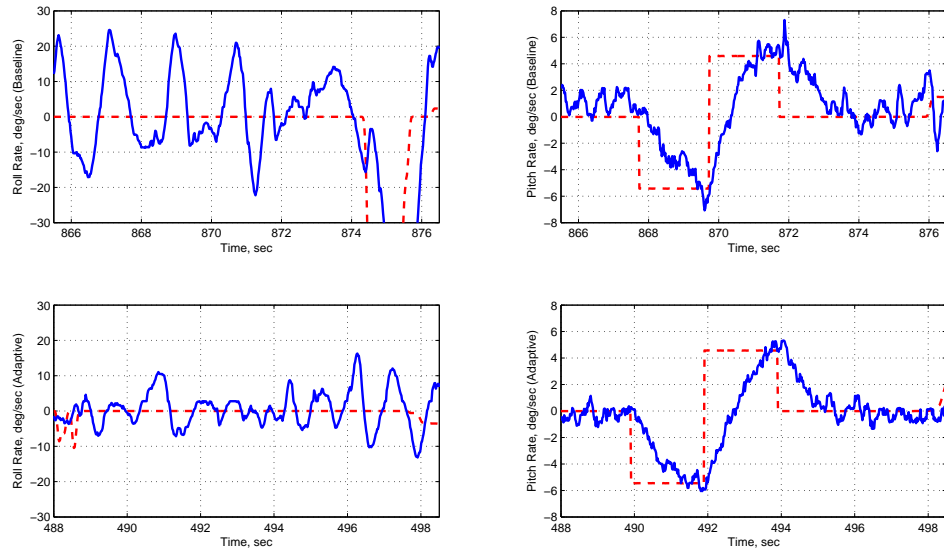 30
20
10
0
−10
−20
−30
866 868 870 872 874 876
Time, sec
Roll Rate, deg/sec (Baseline)
8
6
4
2
0
−2
−4
−6
−8
866 868 870 872 874 876
Time, sec
Pitch Rate, deg/sec (Baseline)
30
20
10
0
−10
−20
−30
488 490 492 494 496 498
Time, sec
Roll Rate, deg/sec (Adaptive)
8
6
4
2
0
−2
−4
−6
−8
488 490 492 494 496 498
Time, sec
Pitch Rate, deg/sec (Adaptive)